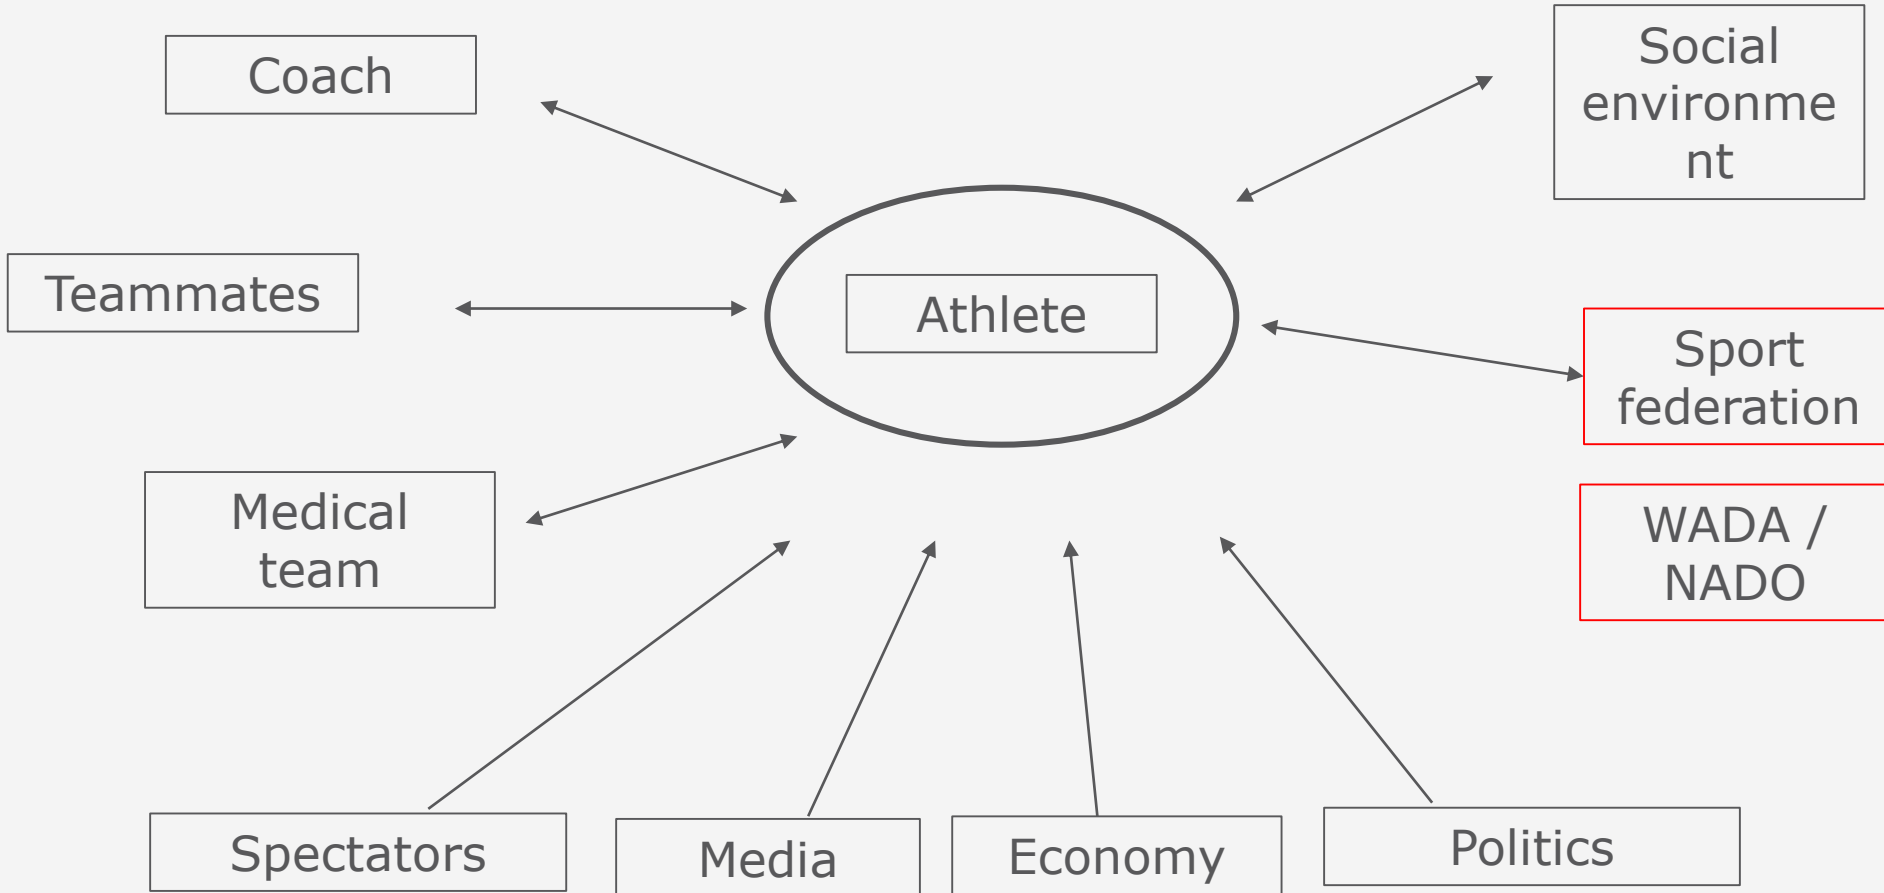 Coach
Social
environme
nt
Teammates
Athlete
Sport
federation
Medical
team
WADA /
NADO
Spectators
Media
Economy
Politics